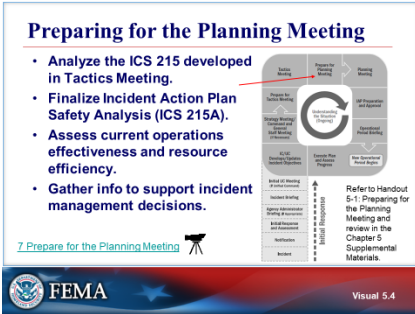 Preparing for the Planning Meeting
• Analyze the ICS 215 developed
in Tactics Meeting.
• Finalize Incident Action Plan
Safety Analysis (ICS 215A).
• Assess current operations
effectiveness and resource
efficiency.
• Gather info to support incident
management decisions.
7 Prepare for the Planning Meeting
Tactics
Meeting
Prepare for
Planning
Meeting
Planning
Meeting
Prepare for
Tactics Meeting
IAP Preparation
and Approval
Understanding
the Situation
(Ongoing)
Strategy Meeting/
Command and
General
Staff Meeting
Operational
Period Briefing
IC/UC
Develops/Updates
Incident Objectives
Execute Plan
and Assess
Progress
New Operational
Period Begins
Initial UC Meeting
Incident Briefing
Agency Administrator
Briefing
Initial Response
and Assessment
Notification
Incident
Initial Response
Refer to Handout
5-1: Preparing for
the Planning
Meeting and
review in the
Chapter 5
Supplemental
Materials.
FEMA
Visual 5.4